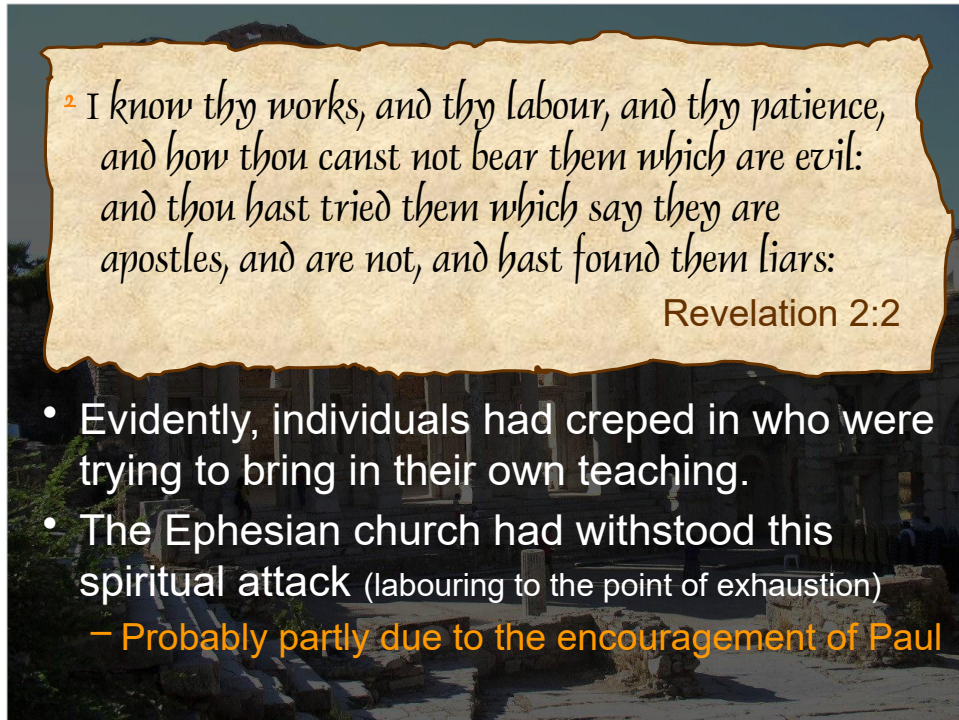 2 I know thy works, and thy labour, and thy patience,
and how thou canst not bear them which are evil:
and thou hast tried them which say they are
apostles, and are not, and hast found them liars:
Revelation 2:2
• Evidently, individuals had creped in who were
trying to bring in their own teaching.
• The Ephesian church had withstood this
spiritual attack (labouring to the point of exhaustion)
– Probably partly due to the encouragement of Paul